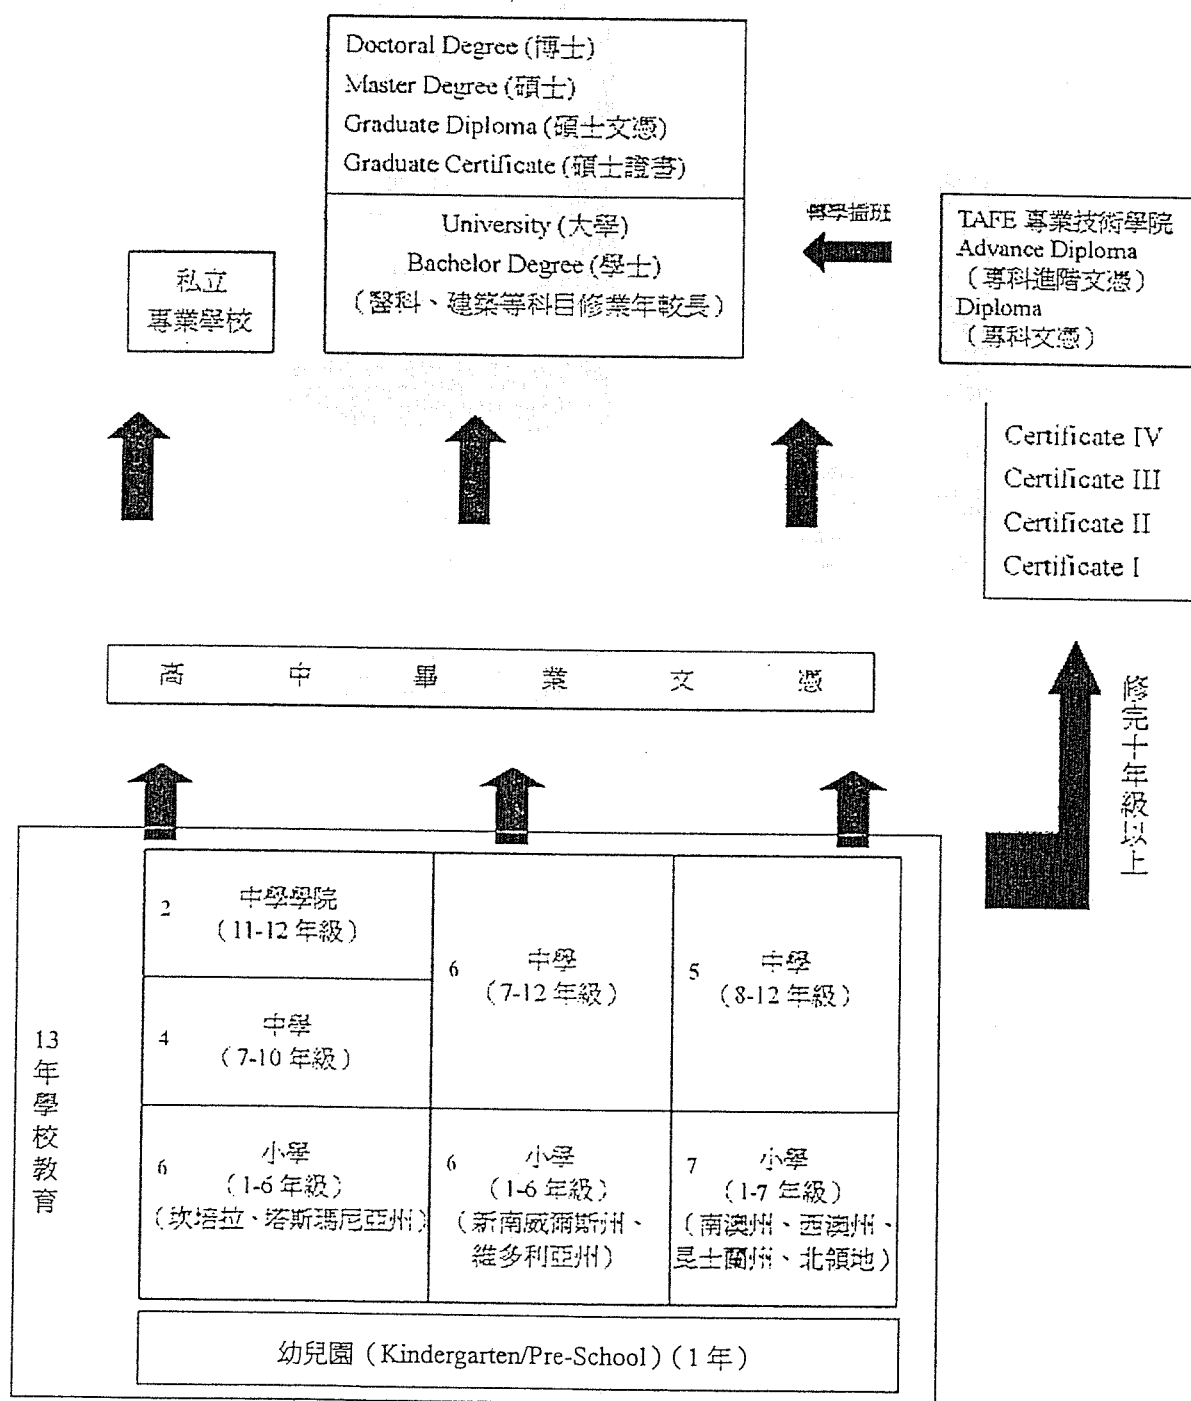 Doctoral Degree (博士)
Master Degree (碩士)
Graduate Diploma (碩士文憑)
Graduate Certificate (碩士證書)
University (大學)
Bachelor Degree (學士)
（醫科、建築等科目修業年較長）
私立
專業學校
轉學插班
TAFE 專業技術學院
Advance Diploma
（專科進階文憑）
Diploma
（專科文憑）
Certificate IV
Certificate III
Certificate II
Certificate I
高 中 畢 業 文 憑
修完十年級以上
13年學校教育
2 中學學院
（11-12 年級）
4 中學
（7-10 年級）
6 中學
（7-12 年級）
5 中學
（8-12 年級）
6 小學
（1-6 年級）
（坎培拉、塔斯瑪尼亞州）
6 小學
（1-6 年級）
（新南威爾斯州、
維多利亞州）
7 小學
（1-7 年級）
（南澳州、西澳州、
昆士蘭州、北領地）
幼兒園（Kindergarten/Pre-School）（1 年）